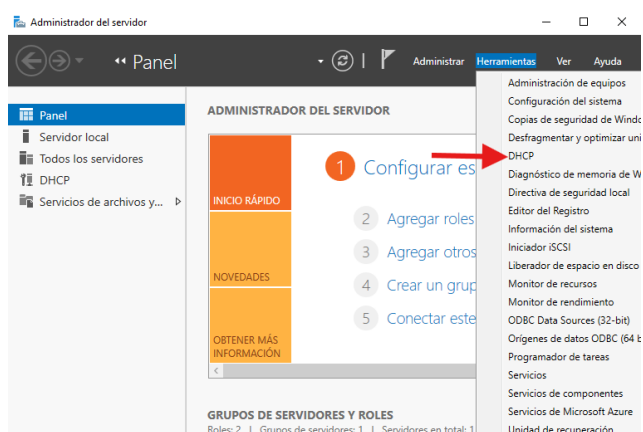 Administrador del servidor
Panel
Administrar Herramientas Ver Ayuda
Panel
Servidor local
Todos los servidores
DHCP
Servicios de archivos y...
ADMINISTRADOR DEL SERVIDOR
INICIO RÁPIDO
NOVEDADES
OBTENER MÁS
INFORMACIÓN
1 Configurar es
2 Agregar roles
3 Agregar otros
4 Crear un grup
5 Conectar este
GRUPOS DE SERVIDORES Y ROLES
Roles: 2 | Grupos de servidores: 1 | Servidores en total: 1
Administración de equipos
Configuración del sistema
Copias de seguridad de Windo
Desfragmentar y optimizar uni
DHCP
Diagnóstico de memoria de W
Directiva de seguridad local
Editor del Registro
Información del sistema
Iniciador iSCSI
Liberador de espacio en disco
Monitor de recursos
Monitor de rendimiento
ODBC Data Sources (32-bit)
Orígenes de datos ODBC (64 b
Programador de tareas
Servicios
Servicios de componentes
Servicios de Microsoft Azure
Unidad de recuperación